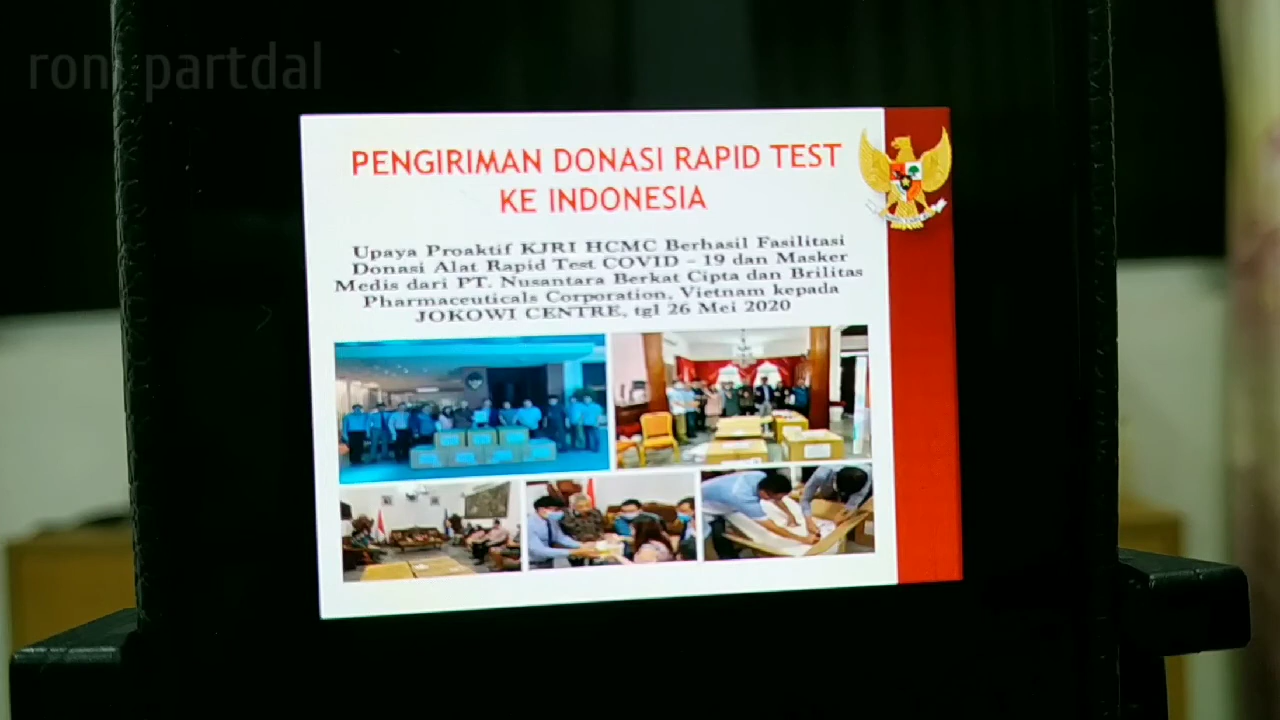 roni partdal
PENGIRIMAN DONASI RAPID TEST
KE INDONESIA
Upaya Proaktif KJRI HCMC Berhasil Fasilitasi
Donasi Alat Rapid Test COVID – 19 dan Masker
Medis dari PT. Nusantara Berkat Cipta dan Brilitas
Pharmaceuticals Corporation, Vietnam kepada
JOKOWI CENTRE, tgl 26 Mei 2020